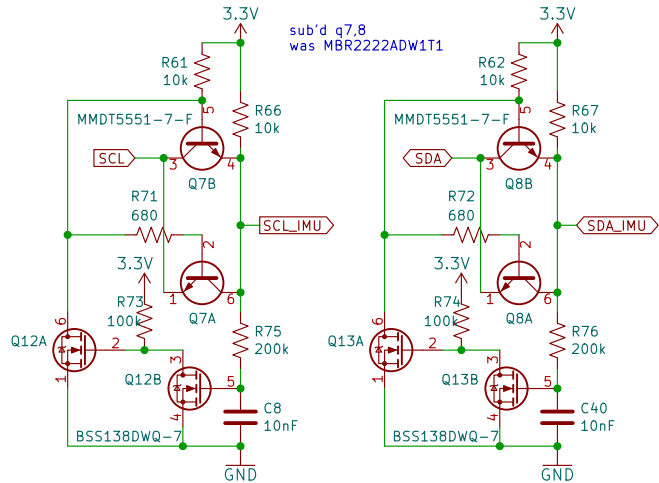 3.3V
3.3V
sub'd q7,8
was MBR2222ADW1T1
R61
10k
R62
10k
5
5
R66
10k
R67
10k
MMDT5551-7-F
MMDT5551-7-F
SCL
3
4
SDA
3
4
Q7B
Q8B
R71
680
R72
680
SCL_IMU
SDA_IMU
2
2
3.3V
3.3V
1
6
1
6
R73
100k
Q7A
R74
100k
Q8A
6
6
R75
200k
R76
200k
Q12A
2
3
Q13A
2
3
1
Q12B
5
1
Q13B
5
4
4
C8
10nF
C40
10nF
BSS138DWQ-7
BSS138DWQ-7
GND
GND